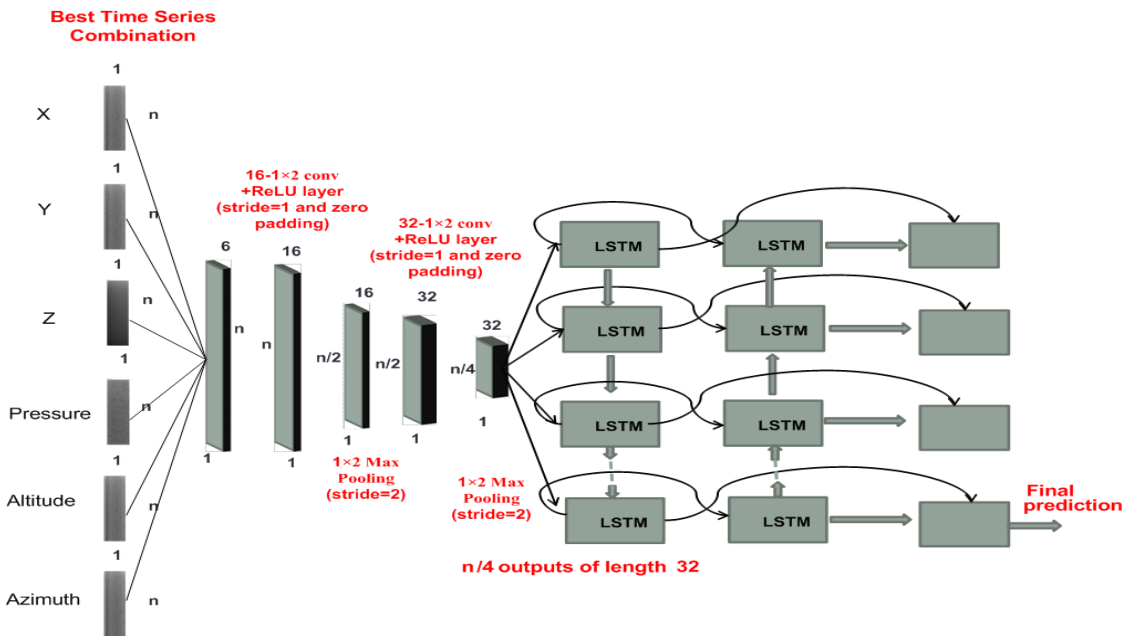 Best Time Series
Combination
1
X
n
1
Y
n
1
Z
n
1
Pressure
n
1
Altitude
n
1
Azimuth
n
6
n
1
16-1×2 conv
+ReLU layer
(stride=1 and zero
padding)
16
n
1
16
n/2
1
1×2 Max
Pooling
(stride=2)
32-1×2 conv
+ReLU layer
(stride=1 and zero
padding)
32
n/2
1
32
n/4
1
1×2 Max
Pooling
(stride=2)
LSTM
LSTM
LSTM
LSTM
LSTM
LSTM
LSTM
LSTM
Final
prediction
n/4 outputs of length 32